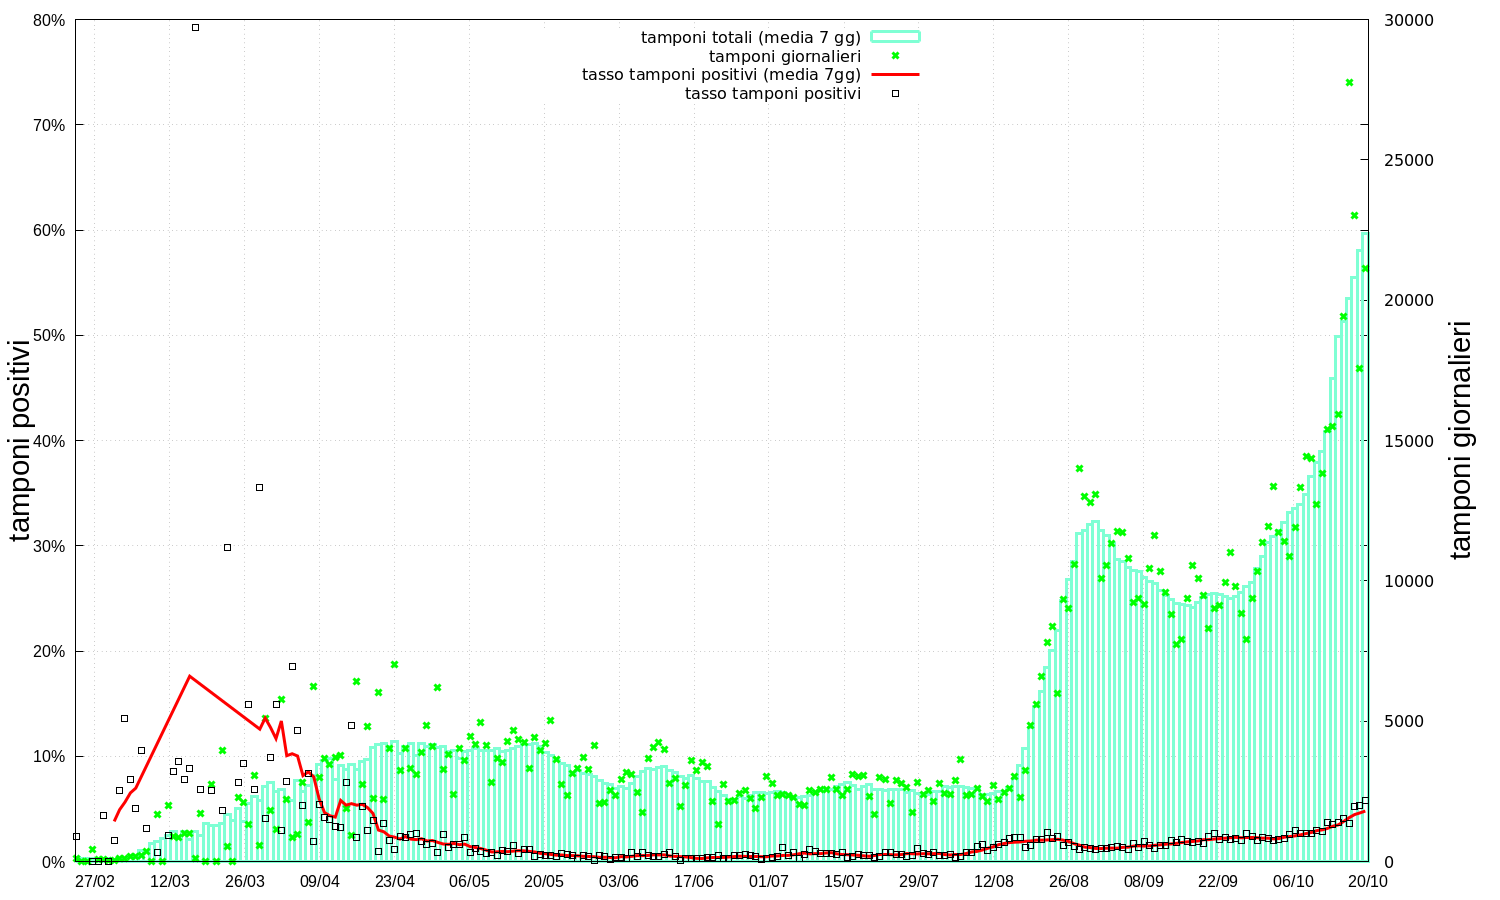 tamponi totali (media 7 gg)
tamponi giornalieri
tasso tamponi positivi (media 7gg)
tasso tamponi positivi
80%
70%
60%
50%
40%
30%
20%
10%
0%
30000
25000
20000
15000
10000
5000
0
tamponi positivi
tamponi giornalieri
27/02 12/03 26/03 09/04 23/04 06/05 20/05 03/06 17/06 01/07 15/07 29/07 12/08 26/08 08/09 22/09 06/10 20/10